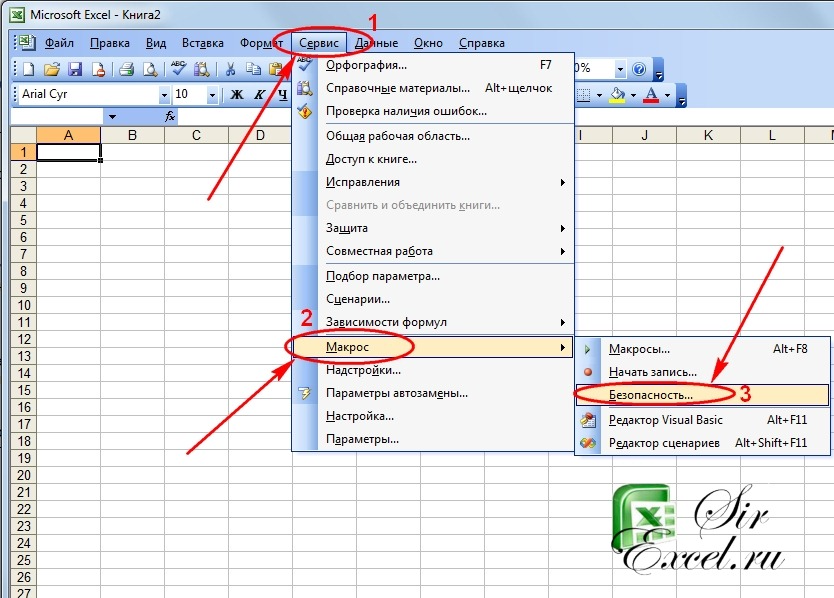 Microsoft Excel - Книга2
1
Файл Правка Вид Вставка Формат Сервис Данные Окно Справка
ABC
0%
Arial Cyr 10 Ж К Ч
fx
A B C D I J K L
1
2
3
4
5
6
7
8
9
10
11
12
13
14
15
16
17
18
19
20
21
22
23
24
25
26
27
ABC
Орфография... F7
Справочные материалы... Alt+щелчок
Проверка наличия ошибок...
Общая рабочая область...
Доступ к книге...
Исправления
Сравнить и объединить книги...
Защита
Совместная работа
Подбор параметра...
Сценарии...
2
Зависимости формул
Макрос
Надстройки...
Параметры автозамены...
Настройка...
Параметры...
Макросы... Alt+F8
Начать запись...
Безопасность... 3
Редактор Visual Basic Alt+F11
Редактор сценариев Alt+Shift+F11
Sir
Excel.ru